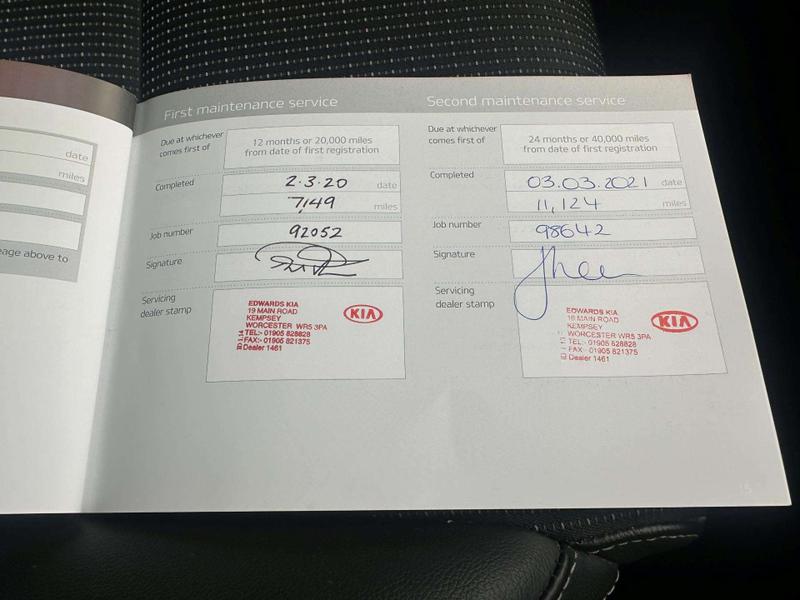 date
miles
eage above to
First maintenance service
Due at whichever
comes first of
12 months or 20,000 miles
from date of first registration
Completed
2.3.20 date
7,149 miles
Job number
92052
Signature
Servicing
dealer stamp
EDWARDS KIA
19 MAIN ROAD
KEMPSEY
WORCESTER WR5 3PA
TEL:- 01905 828828
FAX:- 01905 821375
Dealer 1461
KIA
Second maintenance service
Due at whichever
comes first of
24 months or 40,000 miles
from date of first registration
Completed
03.03.2021 date
11,124 miles
Job number
98642
Signature
Servicing
dealer stamp
EDWARDS KIA
MAIN ROAD
KEMPSEY
WORCESTER WR5 3PA
TEL:- 01905 828828
FAX:- 01905 821375
Dealer 1461
KIA
15